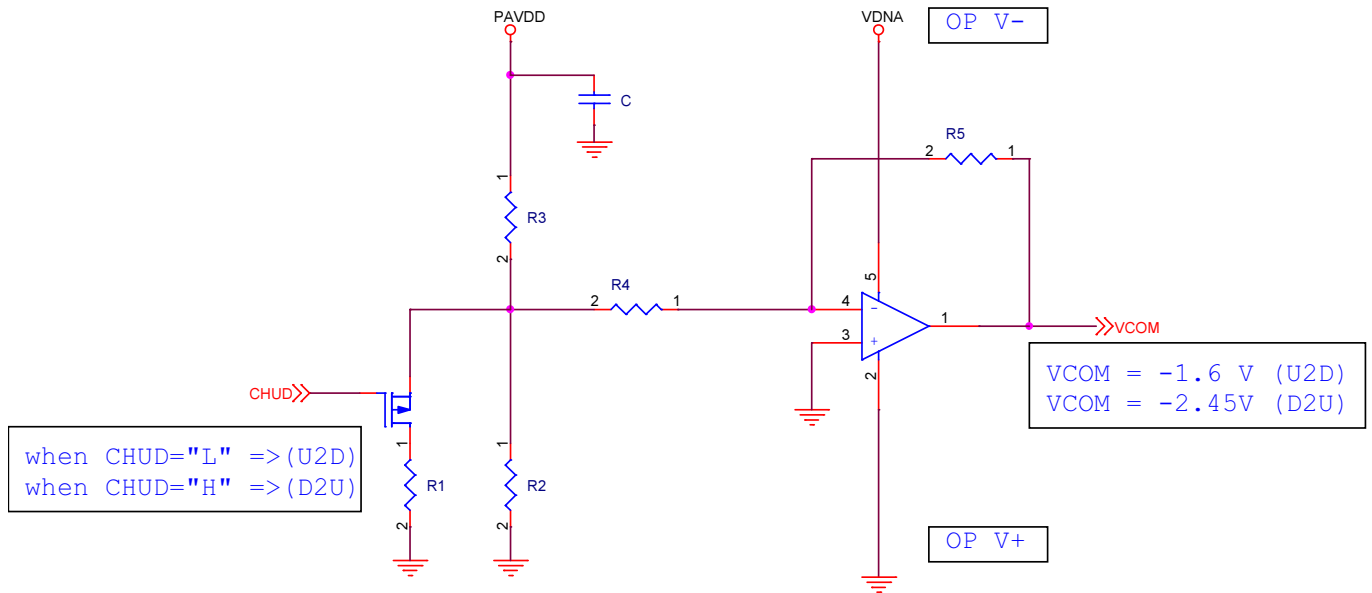 PAVDD
VDNA
OP V-
C
R5
2
1
1
R3
2
R4
2
1
5
4
-
1
3
+
2
VCOM
VCOM = -1.6 V (U2D)
VCOM = -2.45V (D2U)
CHUD
when CHUD="L" =>(U2D)
when CHUD="H" =>(D2U)
1
R1
2
1
R2
2
OP V+